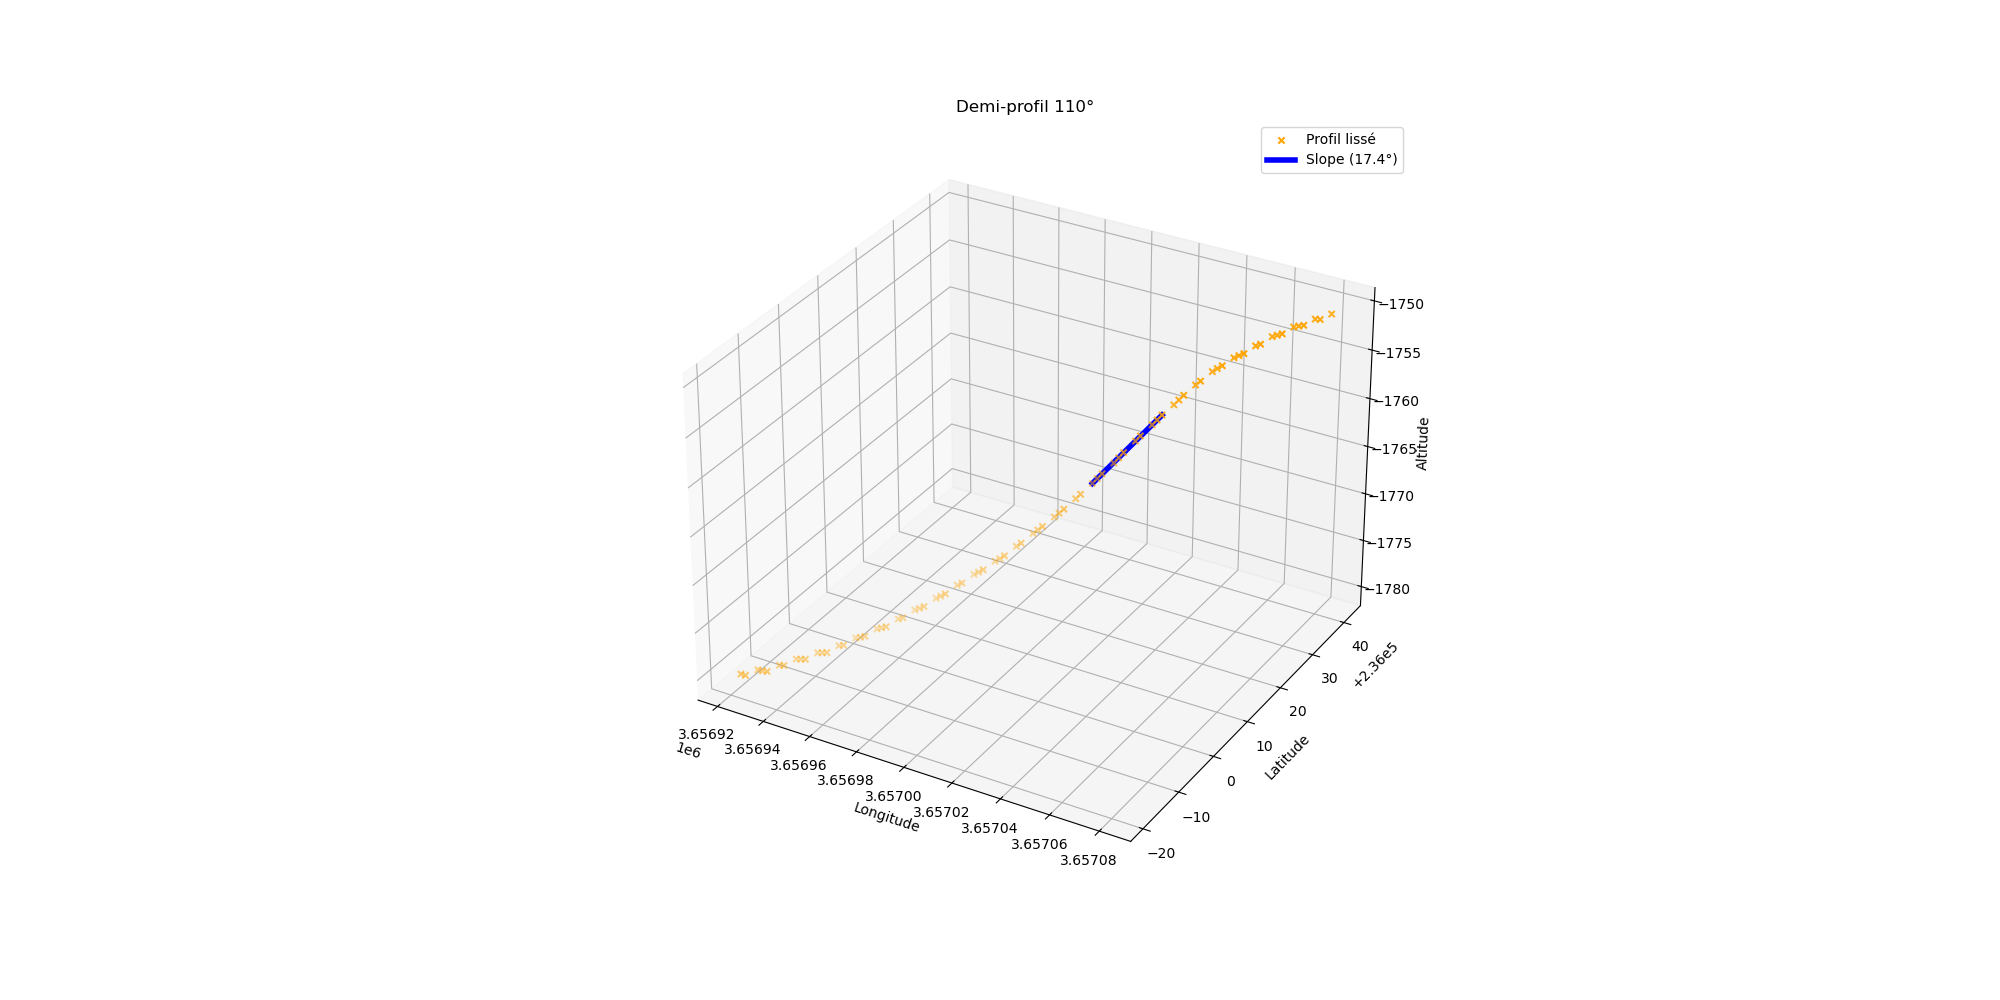 Demi-profil 110°
Profil lissé
Slope (17.4°)
−1750
−1755
−1760
−1765
−1770
−1775
−1780
Altitude
40
30
20
10
0
−10
−20
+2.36e5
Latitude
3.65692
3.65694
3.65696
3.65698
3.65700
3.65702
3.65704
3.65706
3.65708
1e6
Longitude